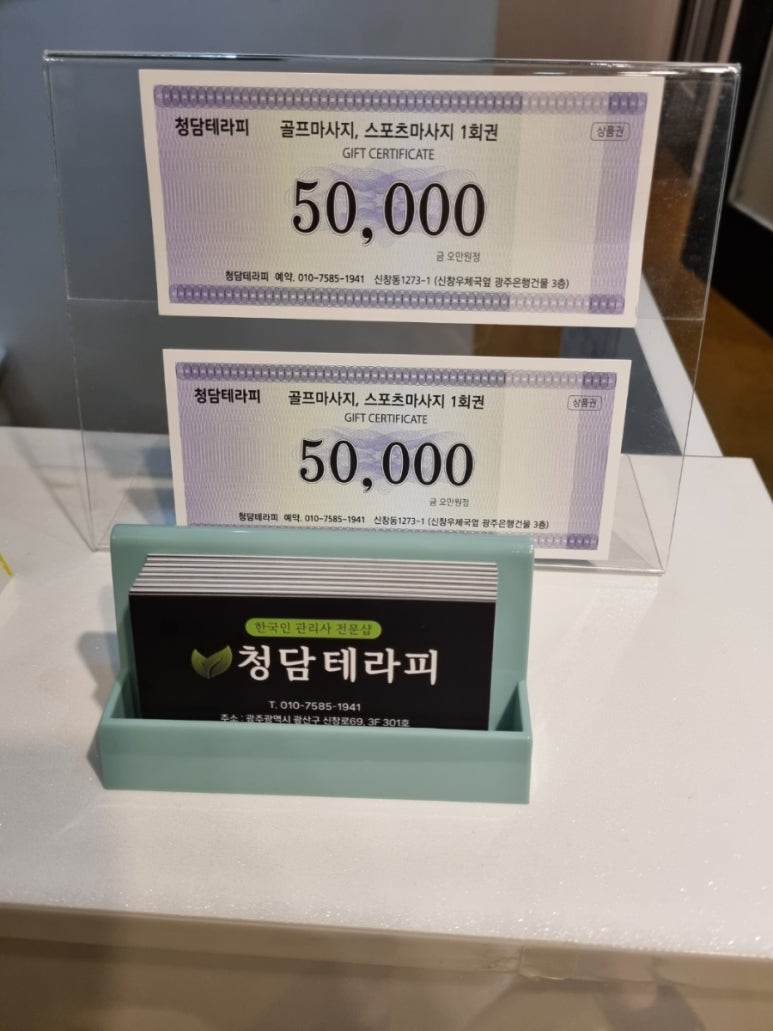 청담테라피 골프마사지, 스포츠마사지 1회권 상품권
GIFT CERTIFICATE
50,000
금 오만원정
청담테라피 예약. 010-7585-1941 신창동1273-1 (신창우체국옆 광주은행건물 3층)
청담테라피 골프마사지, 스포츠마사지 1회권 상품권
GIFT CERTIFICATE
50,000
금 오만원정
청담테라피 예약. 010-7585-1941 신창동1273-1 (신창우체국옆 광주은행건물 3층)
한국인 관리사 전문샵
청담테라피
T. 010-7585-1941
주소 : 광주광역시 광산구 신창로69, 3F 301호